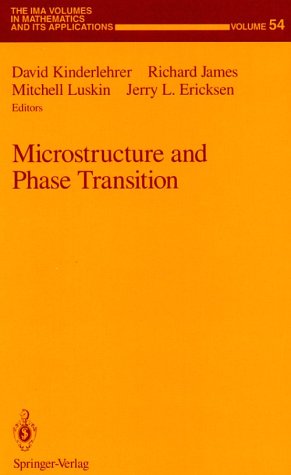 THE IMA VOLUMES
IN MATHEMATICS
AND ITS APPLICATIONS
VOLUME 54
David Kinderlehrer Richard James
Mitchell Luskin Jerry L. Ericksen
Editors
Microstructure and
Phase Transition
Springer-Verlag